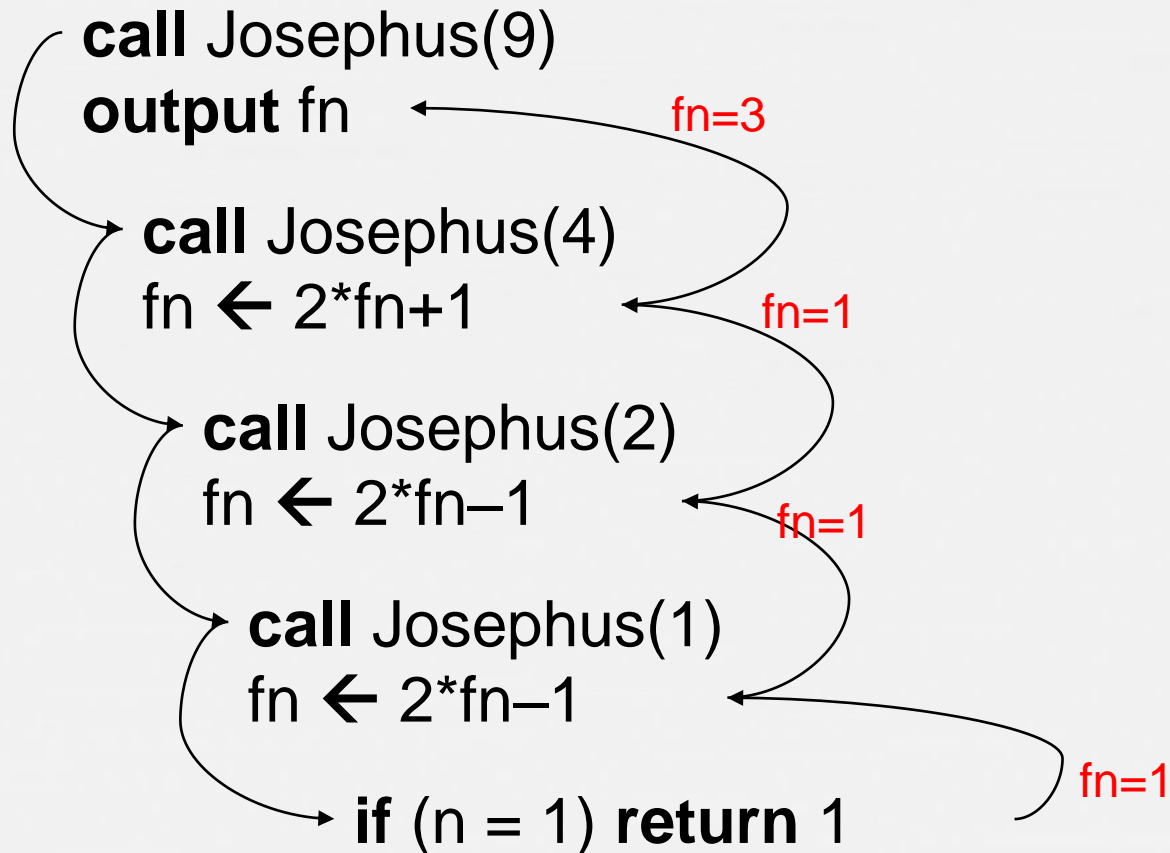 call Josephus(9)
output fn
fn=3
call Josephus(4)
fn ← 2*fn+1
fn=1
call Josephus(2)
fn ← 2*fn–1
fn=1
call Josephus(1)
fn ← 2*fn–1
fn=1
if (n = 1) return 1